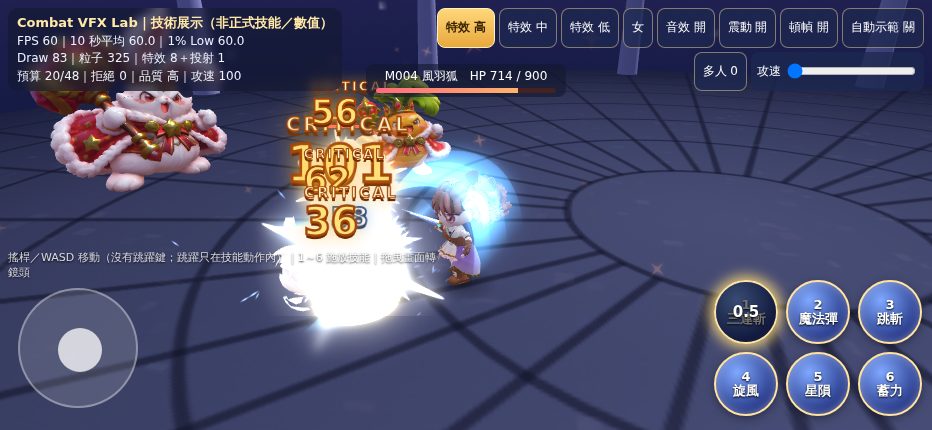 Combat VFX Lab | 技術展示（非正式技能／數值）
FPS 60 | 10 秒平均 60.0 | 1% Low 60.0
Draw 83 | 粒子 325 | 特效 8＋投射 1
預算 20/48 | 拒絕 0 | 品質 高 | 攻速 100
特效 高
特效 中
特效 低
女
音效 開
震動 開
頓幀 開
自動示範 關
多人 0
攻速
M004 風羽狐 HP 714 / 900
56
CRITICAL
101
CRITICAL
62
CRITICAL
36
搖桿／WASD 移動（沒有跳躍鍵；跳躍只在技能動作內）| 1～6 施放技能 | 拖曳畫面轉
鏡頭
1
0.5
三連斬
2
魔法彈
3
跳斬
4
旋風
5
星隕
6
蓄力